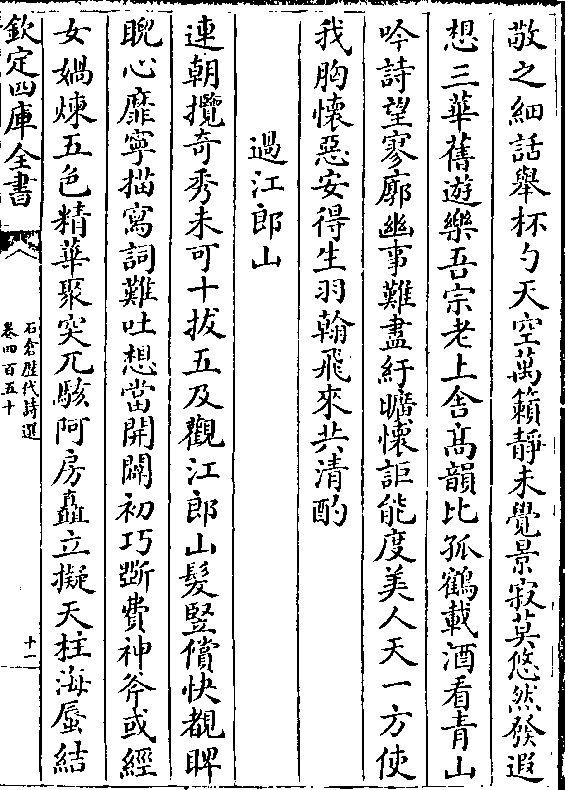 敬之細話舉杯勺天空萬籟静未覺景寂莫悠然發遐
想三華舊遊樂吾宗老上舍髙韻比孤鶴載酒看青山
吟詩望寥廓幽事難盡紆曠懐詎能度美人天一方使
我胸懐惡安得生羽翰飛來共清酌
過江郎山
連朝攬奇秀未可十拔五及觀江郎山髮竪償快覩睥
睨心靡寧描寫詞難吐想當開闢初巧斲費神斧或經
女媧煉五色精華聚突兀駭阿房矗立擬天柱海蜃結
欽定四庫全書
石倉歴代詩選
卷四百五十
十二